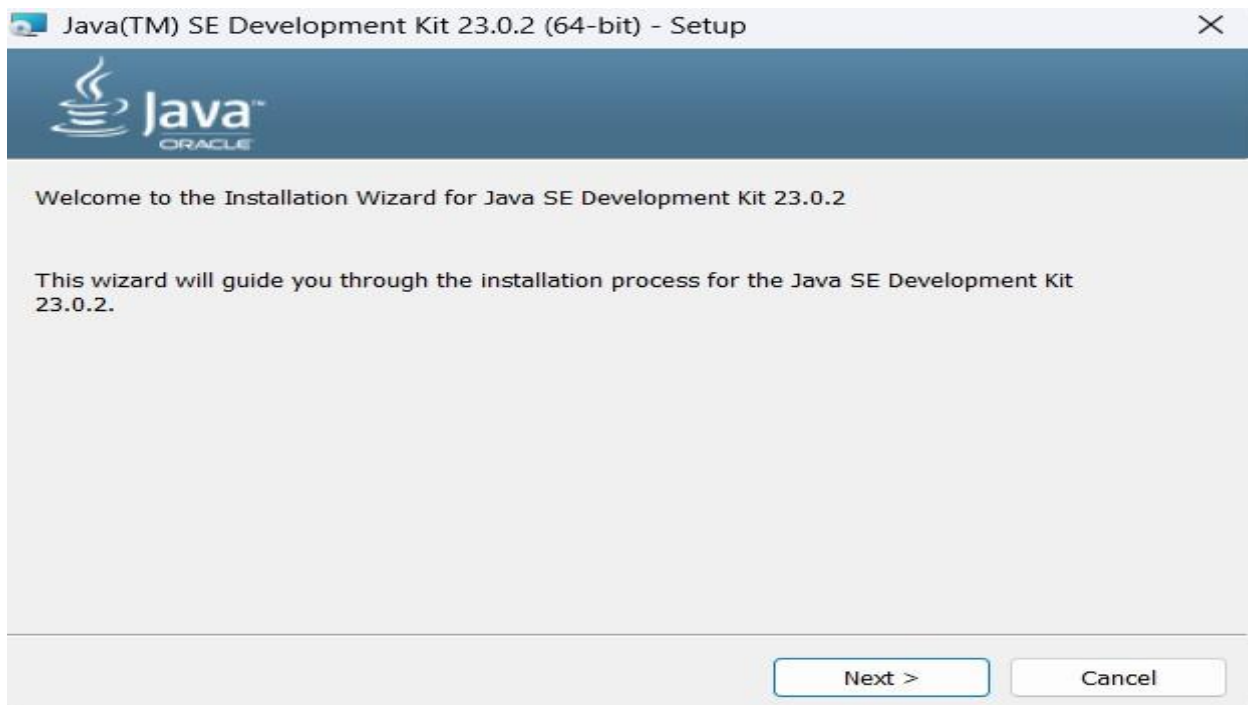 Java(TM) SE Development Kit 23.0.2 (64-bit) - Setup
Java™
ORACLE
Welcome to the Installation Wizard for Java SE Development Kit 23.0.2
This wizard will guide you through the installation process for the Java SE Development Kit
23.0.2.
Next >
Cancel